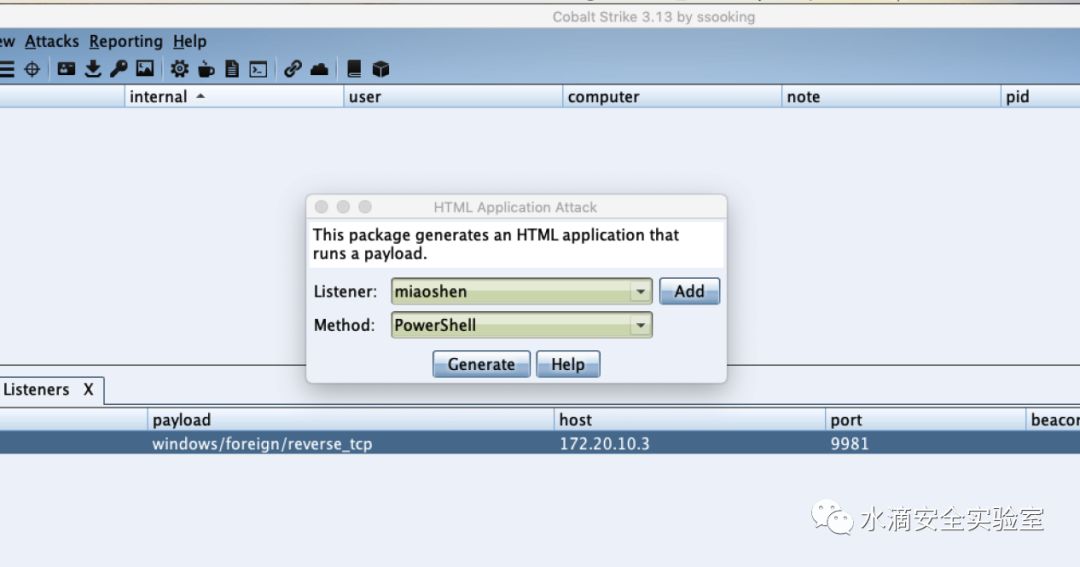 Cobalt Strike 3.13 by ssooking
ew Attacks Reporting Help
internal user computer note pid
HTML Application Attack
This package generates an HTML application that
runs a payload.
Listener: miaoshen Add
Method: PowerShell
Generate Help
Listeners X
payload host port beacon
windows/foreign/reverse_tcp 172.20.10.3 9981
水滴安全实验室